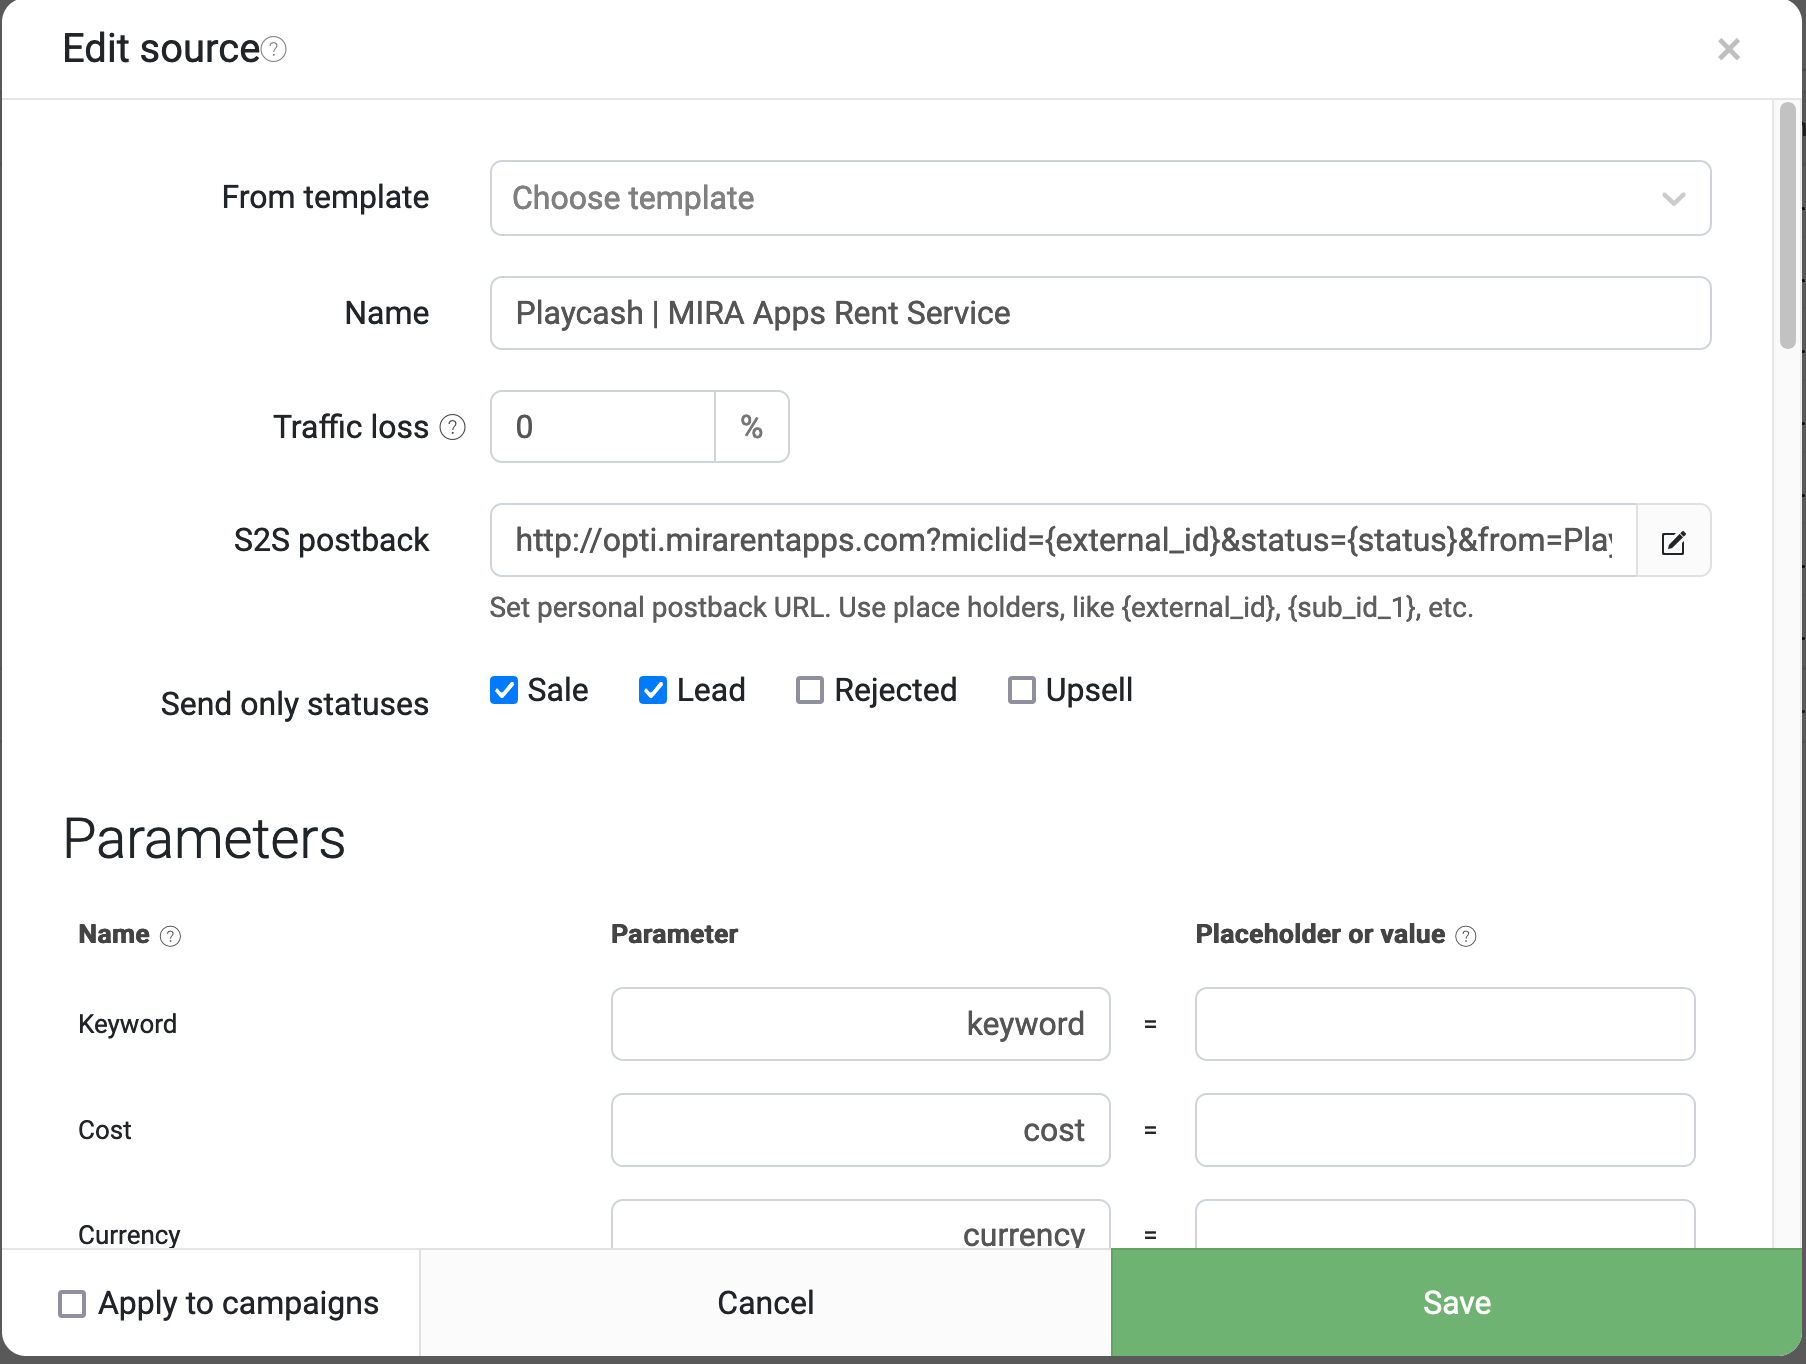 Edit source
From template
Choose template
Name
Playcash | MIRA Apps Rent Service
Traffic loss ?
0 %
S2S postback
http://opti.mirarentapps.com?miclid={external_id}&status={status}&from=Play
Set personal postback URL. Use place holders, like {external_id}, {sub_id_1}, etc.
Send only statuses
Sale Lead Rejected Upsell
Parameters
Name ? Parameter Placeholder or value ?
Keyword keyword =
Cost cost =
Currency currency =
Apply to campaigns Cancel Save